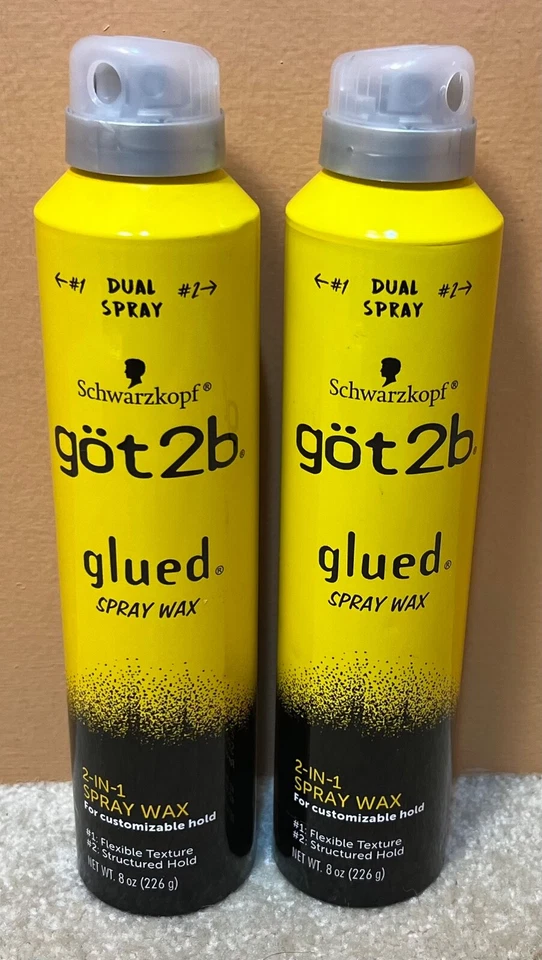 ←#1 DUAL #2→
SPRAY
Schwarzkopf®
göt2b®
glued®
SPRAY WAX
2-IN-1
SPRAY WAX
For customizable hold
#1: Flexible Texture
#2: Structured Hold
NET WT. 8 oz (226 g)
←#1 DUAL #2→
SPRAY
Schwarzkopf®
göt2b®
glued®
SPRAY WAX
2-IN-1
SPRAY WAX
For customizable hold
#1: Flexible Texture
#2: Structured Hold
NET WT. 8 oz (226 g)